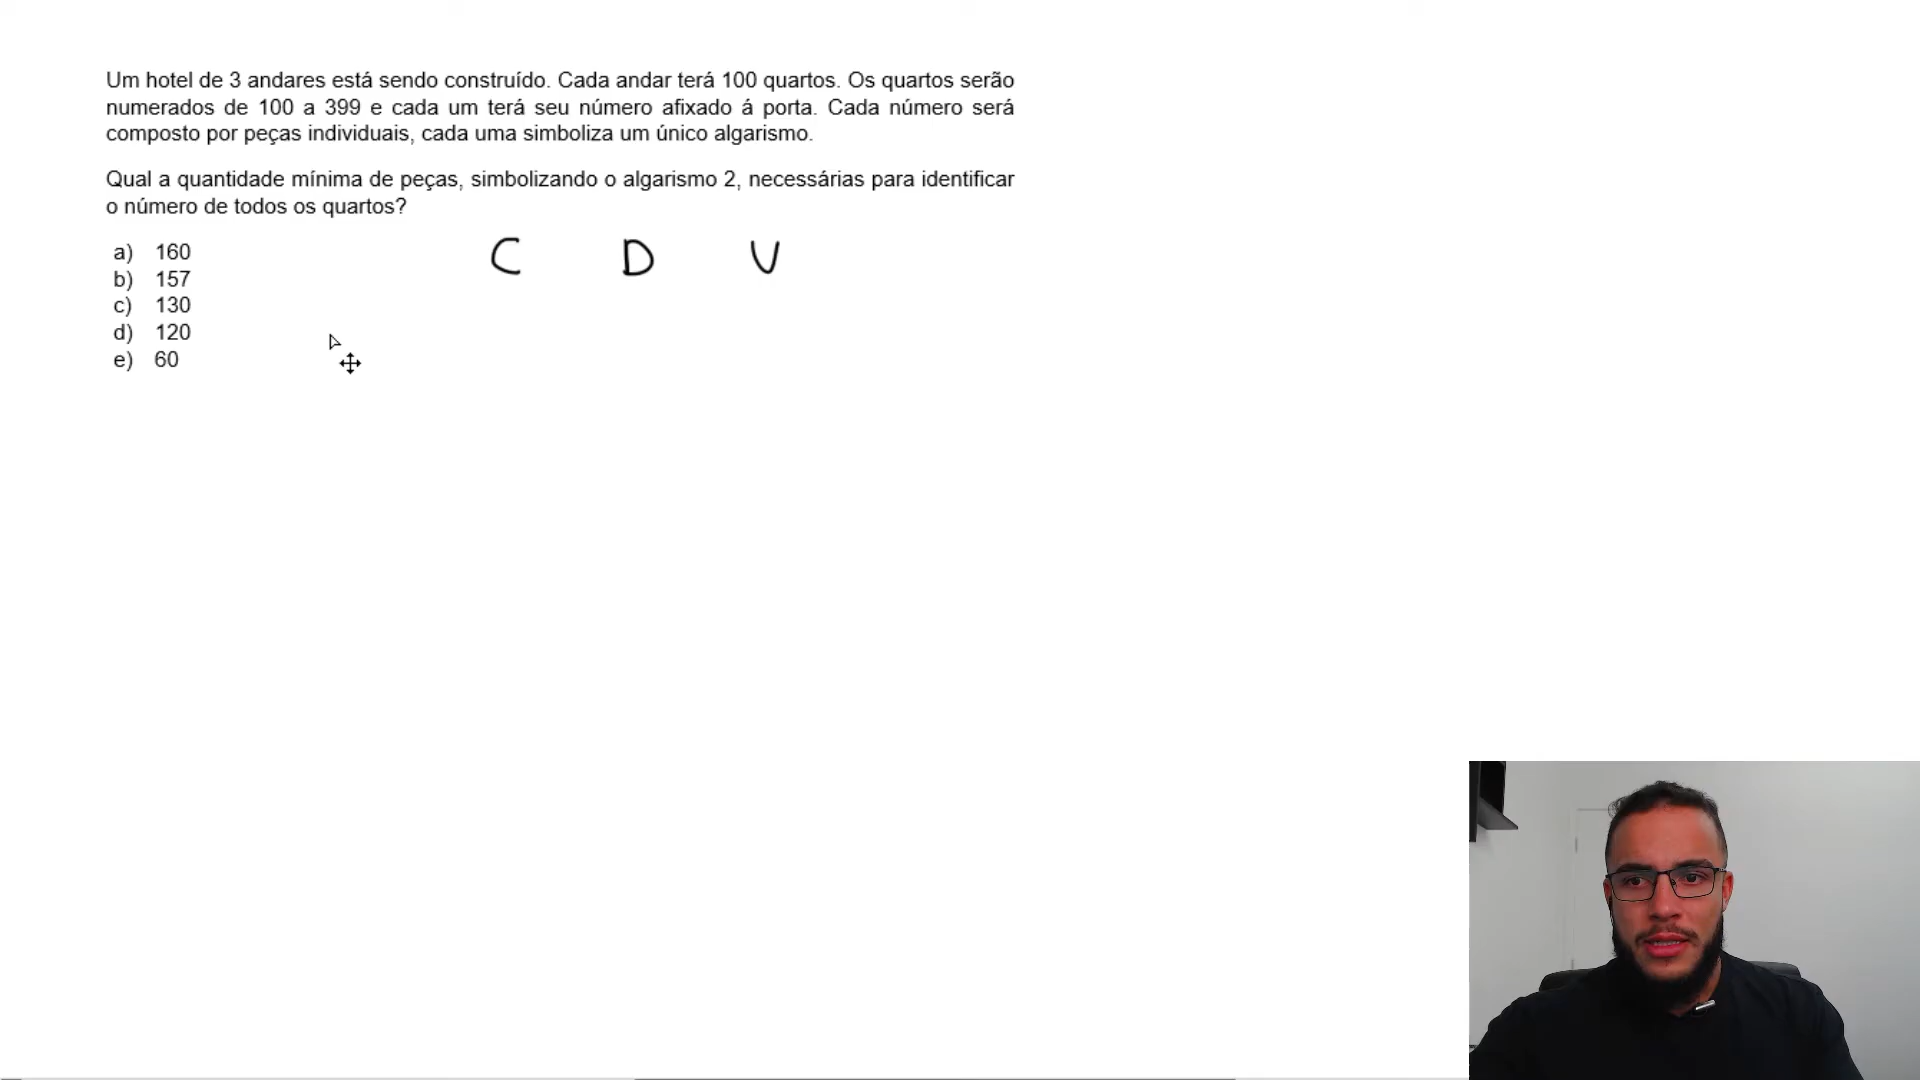 Um hotel de 3 andares está sendo construído. Cada andar terá 100 quartos. Os quartos serão
numerados de 100 a 399 e cada um terá seu número afixado á porta. Cada número será
composto por peças individuais, cada uma simboliza um único algarismo.
Qual a quantidade mínima de peças, simbolizando o algarismo 2, necessárias para identificar
o número de todos os quartos?
a) 160
C D U
b) 157
c) 130
d) 120
e) 60